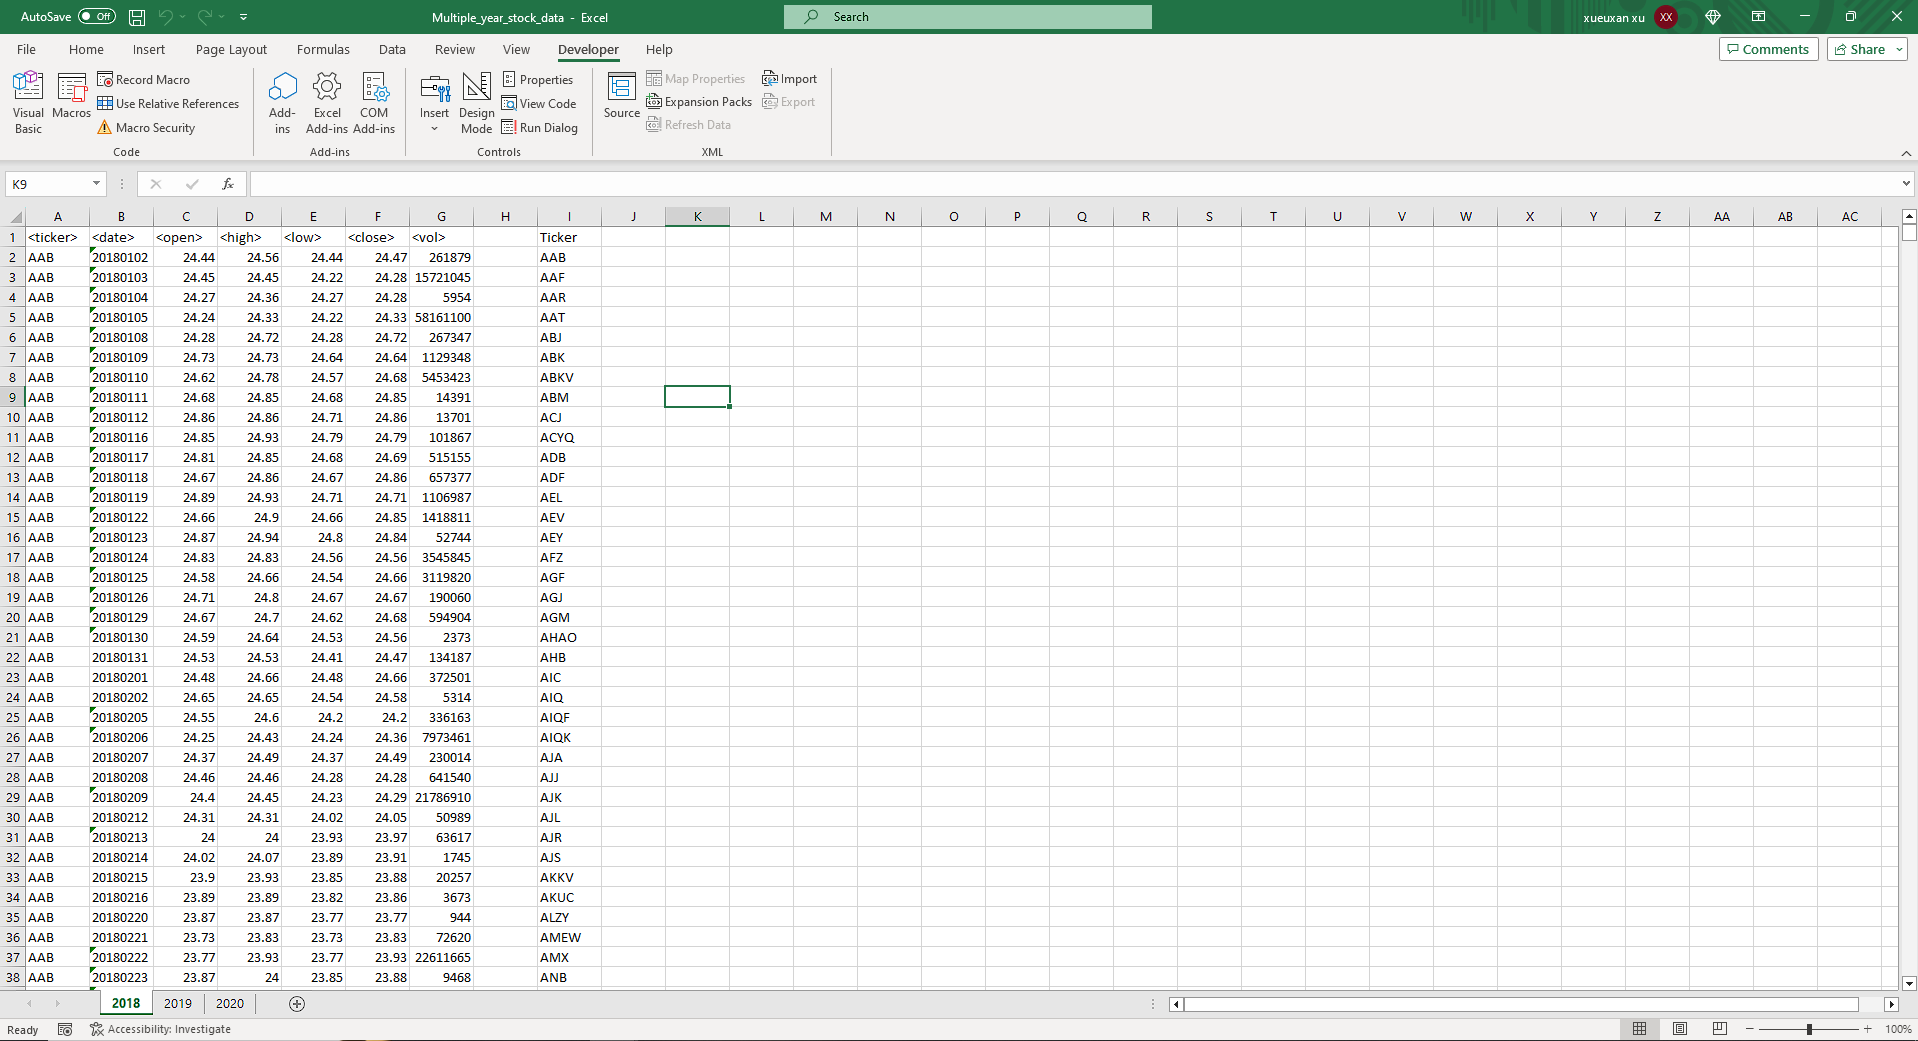 AutoSave Off Multiple_year_stock_data - Excel Search xueuxan xu XX
File Home Insert Page Layout Formulas Data Review View Developer Help Comments Share
Visual Basic Macros Record Macro Use Relative References Macro Security
Add-ins Excel Add-ins COM Add-ins
Insert Design Mode Properties View Code Run Dialog
Source Map Properties Expansion Packs Refresh Data Import Export
Code Add-ins Controls XML
K9 fx
A B C D E F G H I J K L M N O P Q R S T U V W X Y Z AA AB AC
1 <ticker> <date> <open> <high> <low> <close> <vol> Ticker
2 AAB 20180102 24.44 24.56 24.44 24.47 261879 AAB
3 AAB 20180103 24.45 24.45 24.22 24.28 15721045 AAF
4 AAB 20180104 24.27 24.36 24.27 24.28 5954 AAR
5 AAB 20180105 24.24 24.33 24.22 24.33 58161100 AAT
6 AAB 20180108 24.28 24.72 24.28 24.72 267347 ABJ
7 AAB 20180109 24.73 24.73 24.64 24.64 1129348 ABK
8 AAB 20180110 24.62 24.78 24.57 24.68 5453423 ABKV
9 AAB 20180111 24.68 24.85 24.68 24.85 14391 ABM
10 AAB 20180112 24.86 24.86 24.71 24.86 13701 ACJ
11 AAB 20180116 24.85 24.93 24.79 24.79 101867 ACYQ
12 AAB 20180117 24.81 24.85 24.68 24.69 515155 ADB
13 AAB 20180118 24.67 24.86 24.67 24.86 657377 ADF
14 AAB 20180119 24.89 24.93 24.71 24.71 1106987 AEL
15 AAB 20180122 24.66 24.9 24.66 24.85 1418811 AEV
16 AAB 20180123 24.87 24.94 24.8 24.84 52744 AEY
17 AAB 20180124 24.83 24.83 24.56 24.56 3545845 AFZ
18 AAB 20180125 24.58 24.66 24.54 24.66 3119820 AGF
19 AAB 20180126 24.71 24.8 24.67 24.67 190060 AGJ
20 AAB 20180129 24.67 24.7 24.62 24.68 594904 AGM
21 AAB 20180130 24.59 24.64 24.53 24.56 2373 AHAO
22 AAB 20180131 24.53 24.53 24.41 24.47 134187 AHB
23 AAB 20180201 24.48 24.66 24.48 24.66 372501 AIC
24 AAB 20180202 24.65 24.65 24.54 24.58 5314 AIQ
25 AAB 20180205 24.55 24.6 24.2 24.2 336163 AIQF
26 AAB 20180206 24.25 24.43 24.24 24.36 7973461 AIQK
27 AAB 20180207 24.37 24.49 24.37 24.49 230014 AJA
28 AAB 20180208 24.46 24.46 24.28 24.28 641540 AJJ
29 AAB 20180209 24.4 24.45 24.23 24.29 21786910 AJK
30 AAB 20180212 24.31 24.31 24.02 24.05 50989 AJL
31 AAB 20180213 24 24 23.93 23.97 63617 AJR
32 AAB 20180214 24.02 24.07 23.89 23.91 1745 AJS
33 AAB 20180215 23.9 23.93 23.85 23.88 20257 AKKV
34 AAB 20180216 23.89 23.89 23.82 23.86 3673 AKUC
35 AAB 20180220 23.87 23.87 23.77 23.77 944 ALZY
36 AAB 20180221 23.73 23.83 23.73 23.83 72620 AMEW
37 AAB 20180222 23.77 23.93 23.77 23.93 22611665 AMX
38 AAB 20180223 23.87 24 23.85 23.88 9468 ANB
2018 2019 2020
Ready Accessibility: Investigate 100%